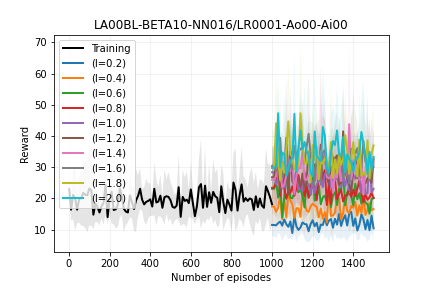 LA00BL-BETA10-NN016/LR0001-Ao00-Ai00
Reward
70
60
50
40
30
20
10
Training
(l=0.2)
(l=0.4)
(l=0.6)
(l=0.8)
(l=1.0)
(l=1.2)
(l=1.4)
(l=1.6)
(l=1.8)
(l=2.0)
0 200 400 600 800 1000 1200 1400
Number of episodes